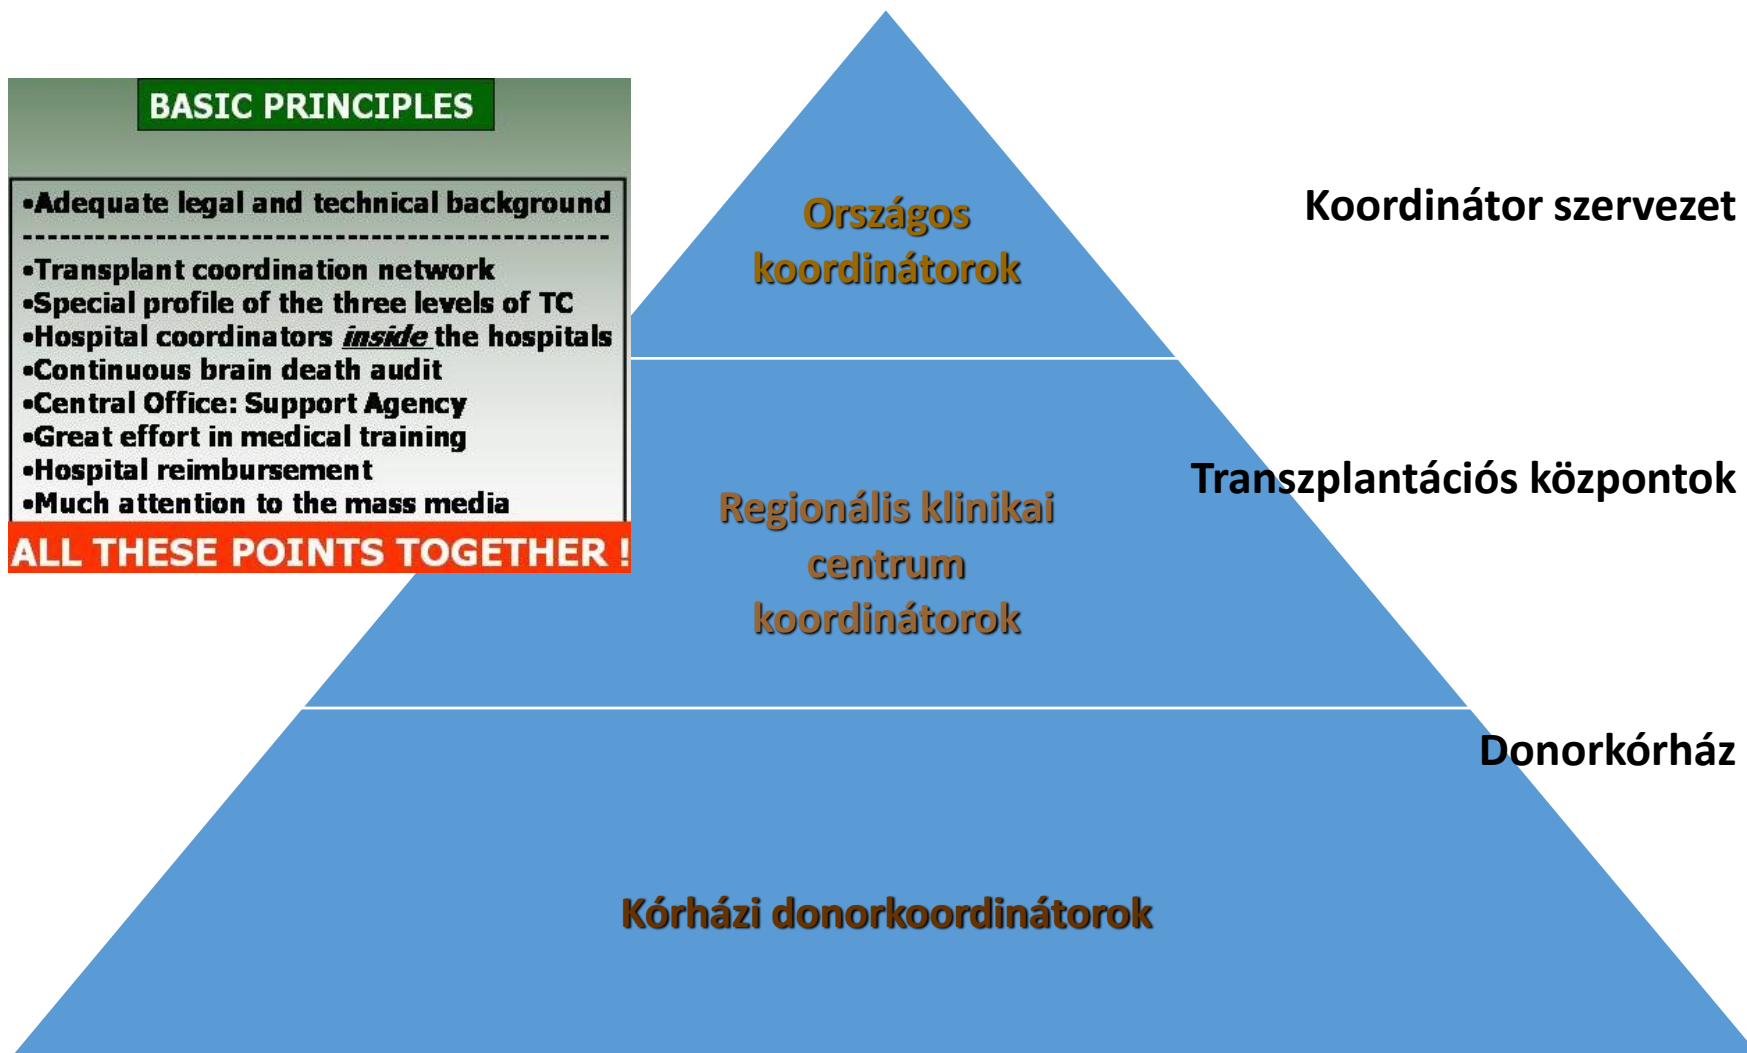 BASIC PRINCIPLES
•Adequate legal and technical background
------------------------------------------------
•Transplant coordination network
•Special profile of the three levels of TC
•Hospital coordinators inside the hospitals
•Continuous brain death audit
•Central Office: Support Agency
•Great effort in medical training
•Hospital reimbursement
•Much attention to the mass media
ALL THESE POINTS TOGETHER !
Országos
koordinátorok
Koordinátor szervezet
Regionális klinikai
centrum
koordinátorok
Transzplantációs központok
Donorkórház
Kórházi donorkoordinátorok